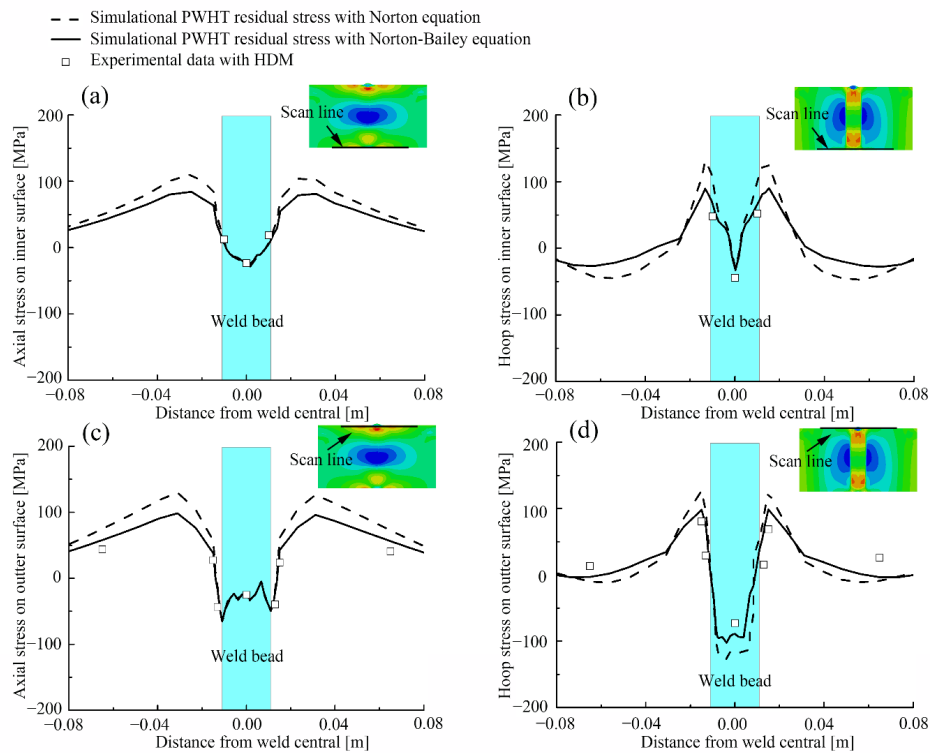 Simulational PWHT residual stress with Norton equation
Simulational PWHT residual stress with Norton-Bailey equation
Experimental data with HDM
(a)
Scan line
200
100
0
−100
−200
Axial stress on inner surface [MPa]
Weld bead
−0.08 −0.04 0.00 0.04 0.08
Distance from weld central [m]
(b)
Scan line
200
100
0
−100
−200
Hoop stress on inner surface [MPa]
Weld bead
−0.08 −0.04 0.00 0.04 0.08
Distance from weld central [m]
(c)
Scan line
200
100
0
−100
−200
Axial stress on outter surface [MPa]
Weld bead
−0.08 −0.04 0.00 0.04 0.08
Distance from weld central [m]
(d)
Scan line
200
100
0
−100
−200
Hoop stress on outter surface [MPa]
Weld bead
−0.08 −0.04 0.00 0.04 0.08
Distance from weld central [m]